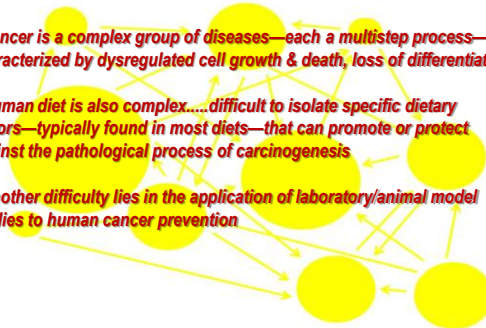 ncer is a complex group of diseases—each a multistep process—
racterized by dysregulated cell growth & death, loss of differentiat
uman diet is also complex.....difficult to isolate specific dietary
ors—typically found in most diets—that can promote or protect
inst the pathological process of carcinogenesis
other difficulty lies in the application of laboratory/animal model
lies to human cancer prevention